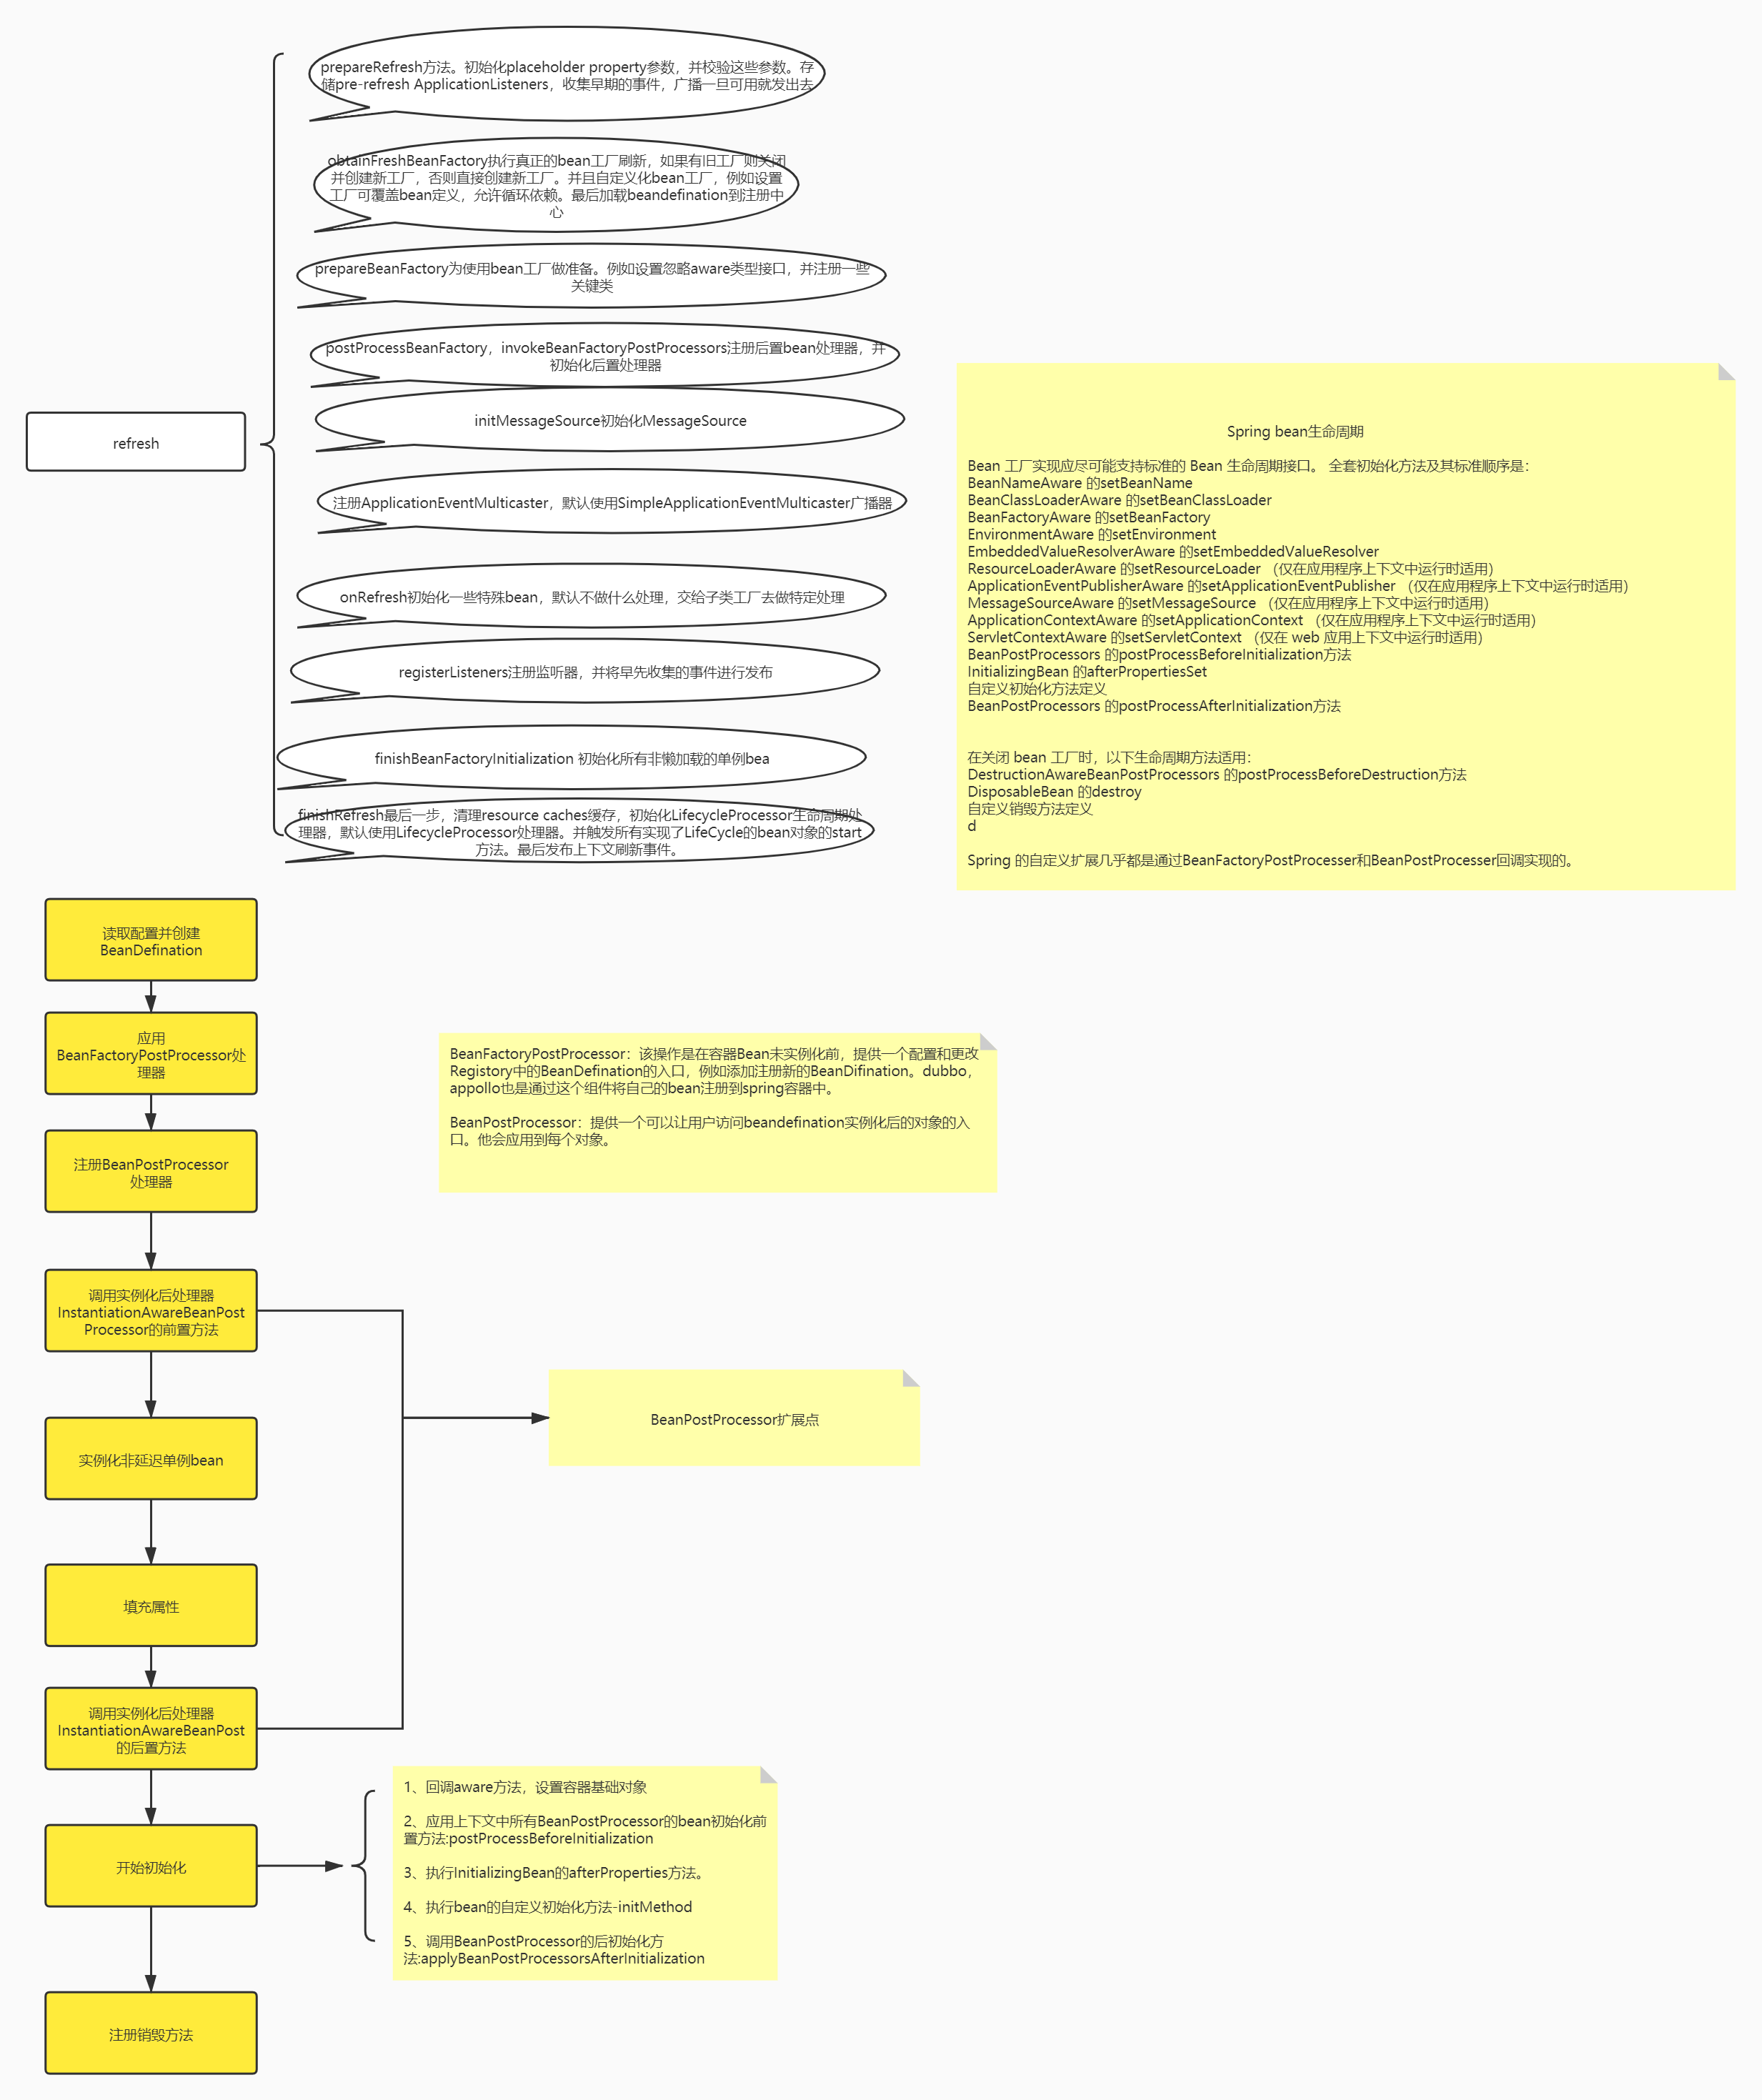 prepareRefresh方法。初始化placeholder property参数，并校验这些参数。存
储pre-refresh ApplicationListeners，收集早期的事件，广播一旦可用就发出去
obtainFreshBeanFactory执行真正的bean工厂刷新，如果有旧工厂则关闭
并创建新工厂，否则直接创建新工厂。并且自定义化bean工厂，例如设置
工厂可覆盖bean定义，允许循环依赖。最后加载beandefination到注册中
心
prepareBeanFactory为使用bean工厂做准备。例如设置忽略aware类型接口，并注册一些
关键类
postProcessBeanFactory，invokeBeanFactoryPostProcessors注册后置bean处理器，并
初始化后置处理器
refresh
initMessageSource初始化MessageSource
注册ApplicationEventMulticaster，默认使用SimpleApplicationEventMulticaster广播器
onRefresh初始化一些特殊bean，默认不做什么处理，交给子类工厂去做特定处理
registerListeners注册监听器，并将早先收集的事件进行发布
finishBeanFactoryInitialization 初始化所有非懒加载的单例bea
finishRefresh最后一步，清理resource caches缓存，初始化LifecycleProcessor生命周期处
理器，默认使用LifecycleProcessor处理器。并触发所有实现了LifeCycle的bean对象的start
方法。最后发布上下文刷新事件。
Spring bean生命周期
Bean 工厂实现应尽可能支持标准的 Bean 生命周期接口。 全套初始化方法及其标准顺序是：
BeanNameAware 的setBeanName
BeanClassLoaderAware 的setBeanClassLoader
BeanFactoryAware 的setBeanFactory
EnvironmentAware 的setEnvironment
EmbeddedValueResolverAware 的setEmbeddedValueResolver
ResourceLoaderAware 的setResourceLoader （仅在应用程序上下文中运行时适用）
ApplicationEventPublisherAware 的setApplicationEventPublisher （仅在应用程序上下文中运行时适用）
MessageSourceAware 的setMessageSource （仅在应用程序上下文中运行时适用）
ApplicationContextAware 的setApplicationContext （仅在应用程序上下文中运行时适用）
ServletContextAware 的setServletContext （仅在 web 应用上下文中运行时适用）
BeanPostProcessors 的postProcessBeforeInitialization方法
InitializingBean 的afterPropertiesSet
自定义初始化方法定义
BeanPostProcessors 的postProcessAfterInitialization方法
在关闭 bean 工厂时，以下生命周期方法适用：
DestructionAwareBeanPostProcessors 的postProcessBeforeDestruction方法
DisposableBean 的destroy
自定义销毁方法定义
d
Spring 的自定义扩展几乎都是通过BeanFactoryPostProcesser和BeanPostProcesser回调实现的。
读取配置并创建
BeanDefination
应用
BeanFactoryPostProcessor处
理器
BeanFactoryPostProcessor：该操作是在容器Bean未实例化前，提供一个配置和更改
Registory中的BeanDefination的入口，例如添加注册新的BeanDifination。dubbo，
appollo也是通过这个组件将自己的bean注册到spring容器中。
BeanPostProcessor：提供一个可以让用户访问beandefination实例化后的对象的入
口。他会应用到每个对象。
注册BeanPostProcessor
处理器
调用实例化后处理器
InstantiationAwareBeanPost
Processor的前置方法
BeanPostProcessor扩展点
实例化非延迟单例bean
填充属性
调用实例化后处理器
InstantiationAwareBeanPost
的后置方法
开始初始化
1、回调aware方法，设置容器基础对象
2、应用上下文中所有BeanPostProcessor的bean初始化前
置方法:postProcessBeforeInitialization
3、执行InitializingBean的afterProperties方法。
4、执行bean的自定义初始化方法-initMethod
5、调用BeanPostProcessor的后初始化方
法:applyBeanPostProcessorsAfterInitialization
注册销毁方法